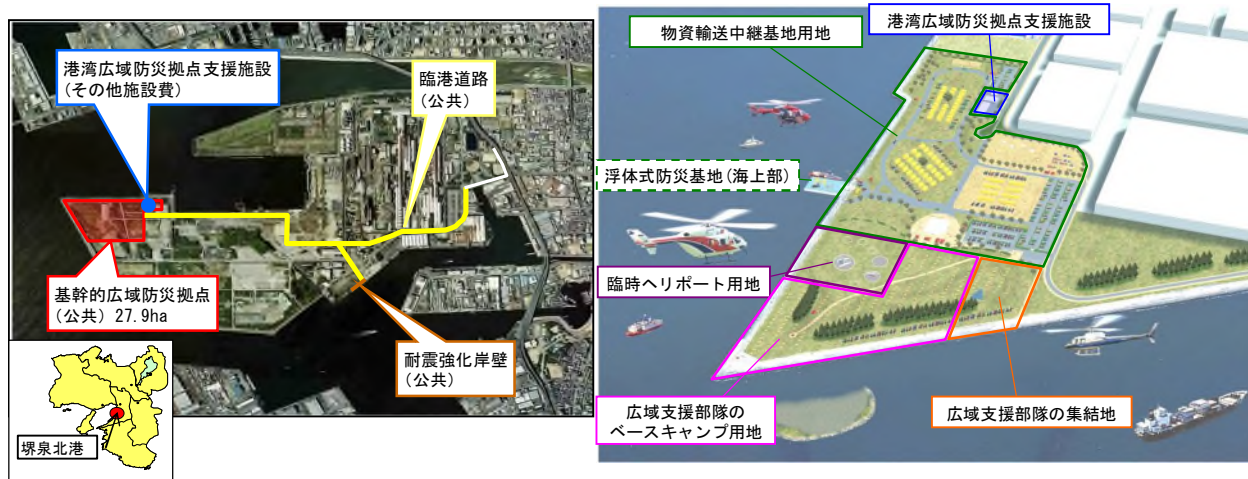 港湾広域防災拠点支援施設
(その他施設費)
臨港道路
(公共)
基幹的広域防災拠点
(公共) 27.9ha
耐震強化岸壁
(公共)
堺泉北港
物資輸送中継基地用地
港湾広域防災拠点支援施設
浮体式防災基地(海上部)
臨時ヘリポート用地
広域支援部隊の
ベースキャンプ用地
広域支援部隊の集結地